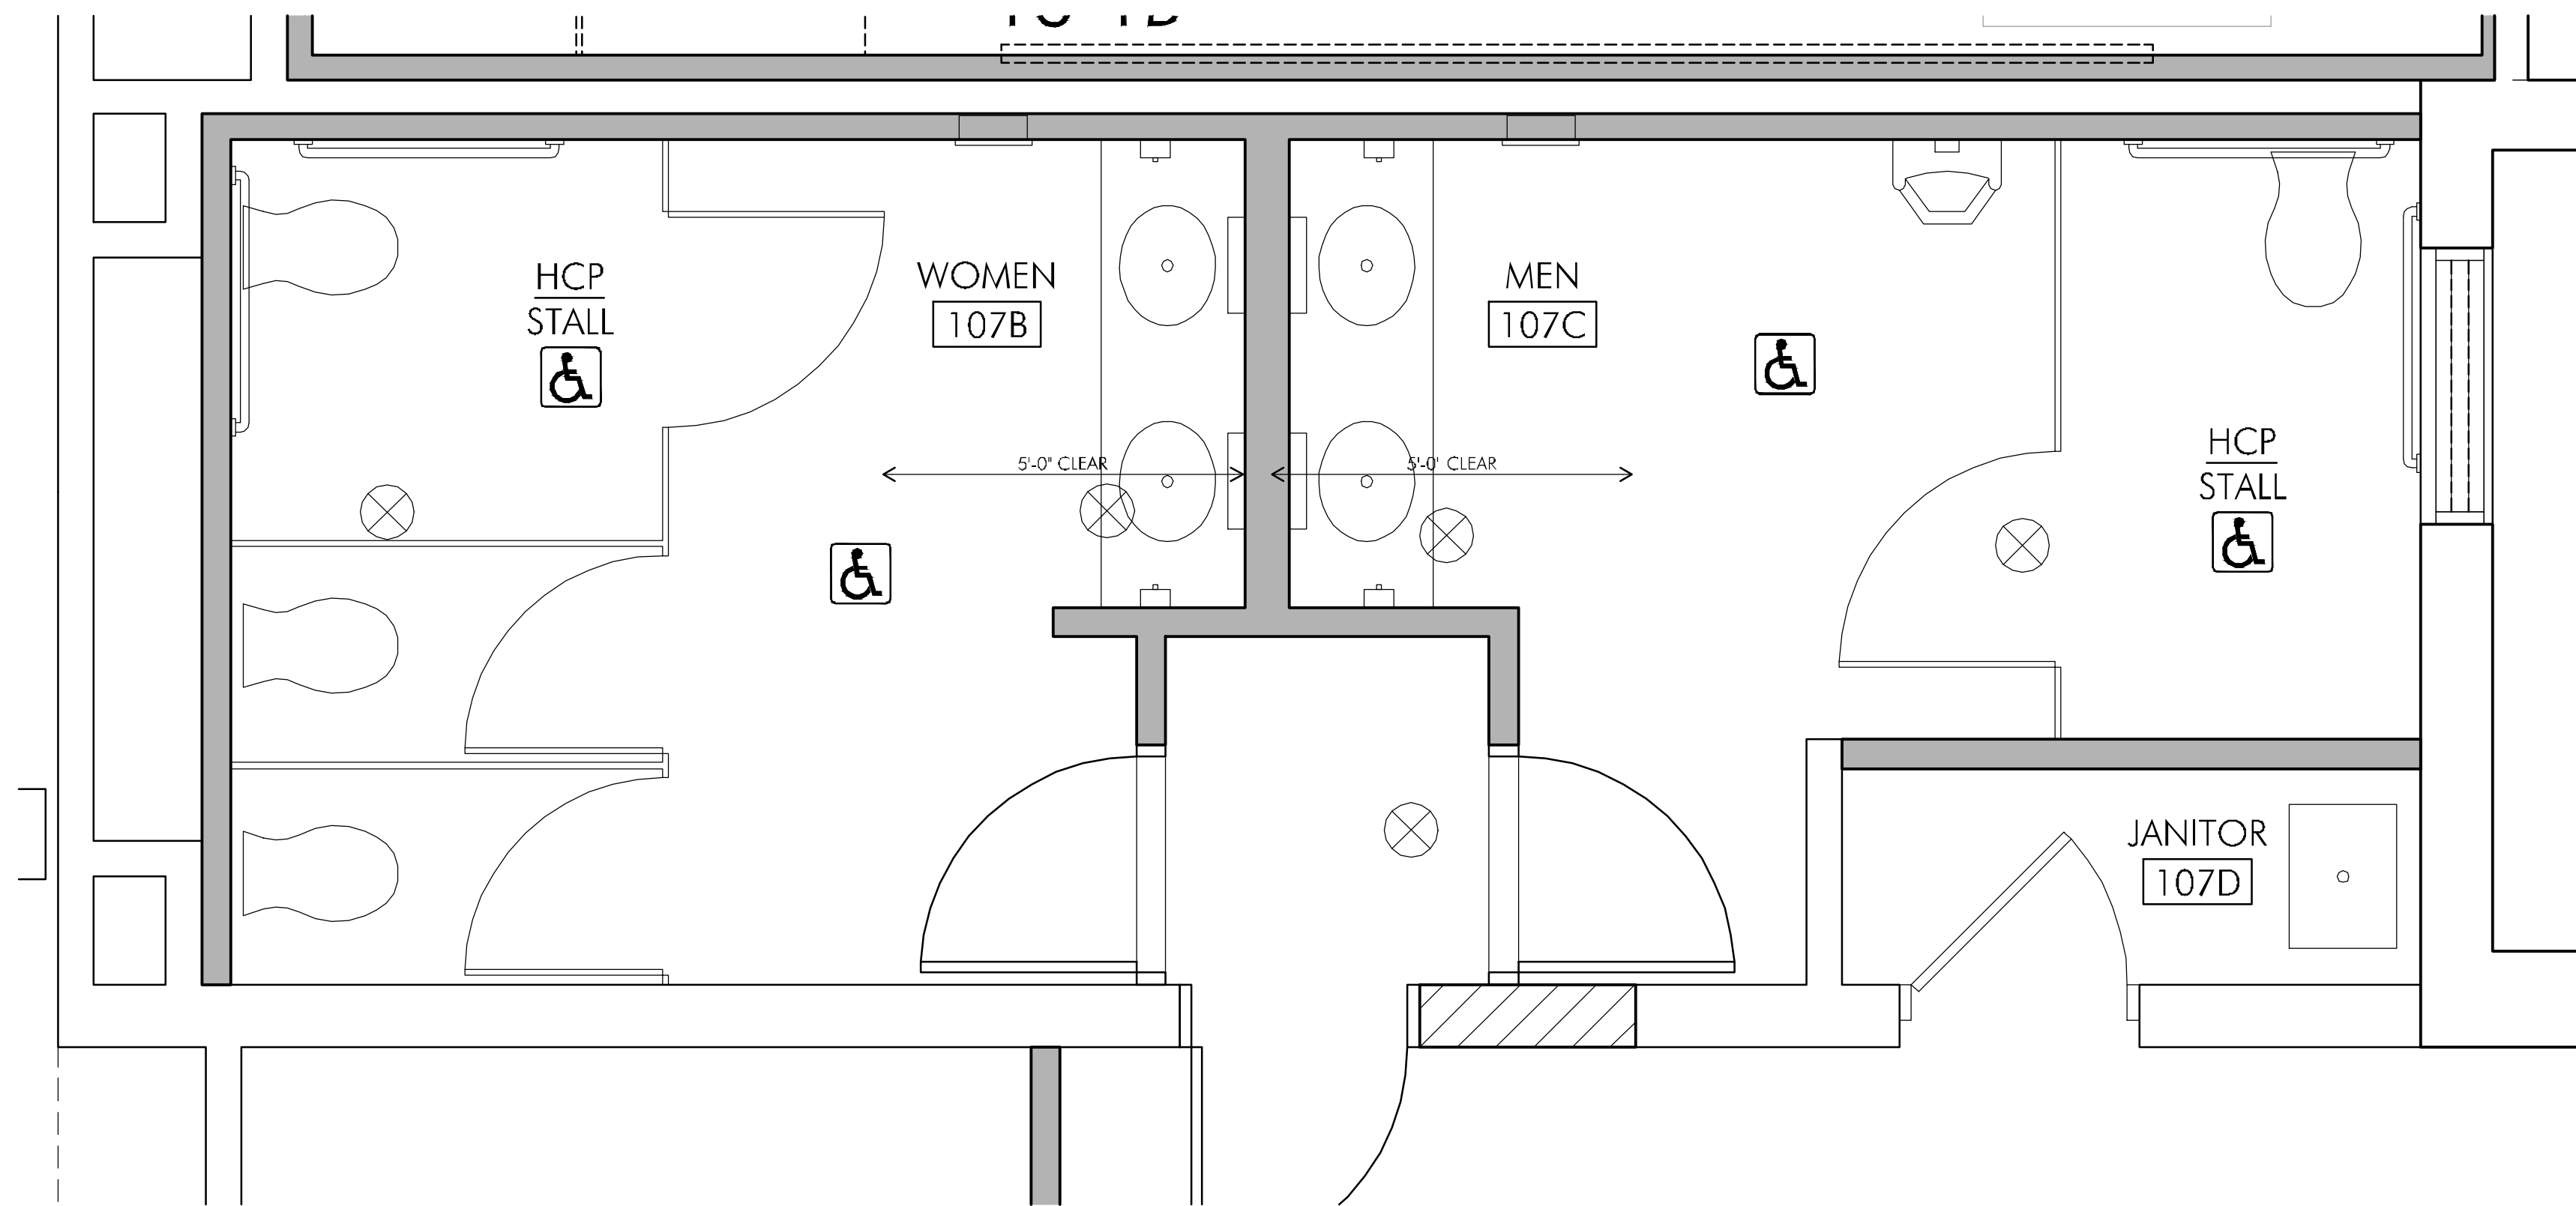 HCP
STALL
WOMEN
107B
MEN
107C
5'-0" CLEAR
5'-0' CLEAR
HCP
STALL
JANITOR
107D